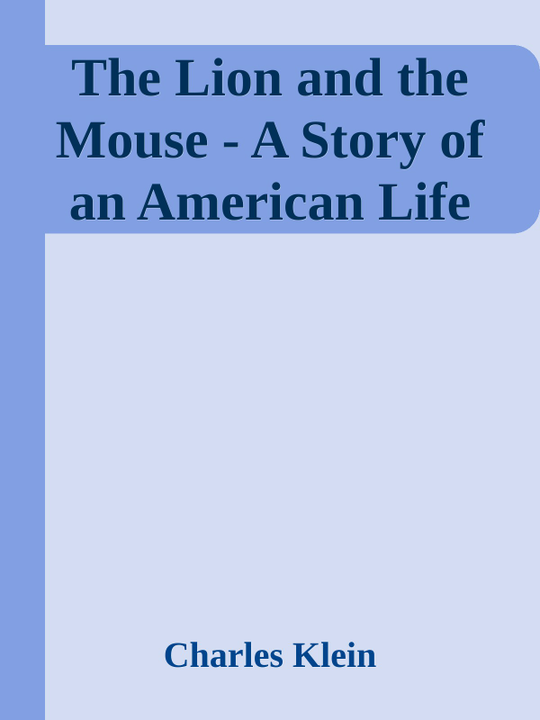 The Lion and the
Mouse - A Story of
an American Life
Charles Klein